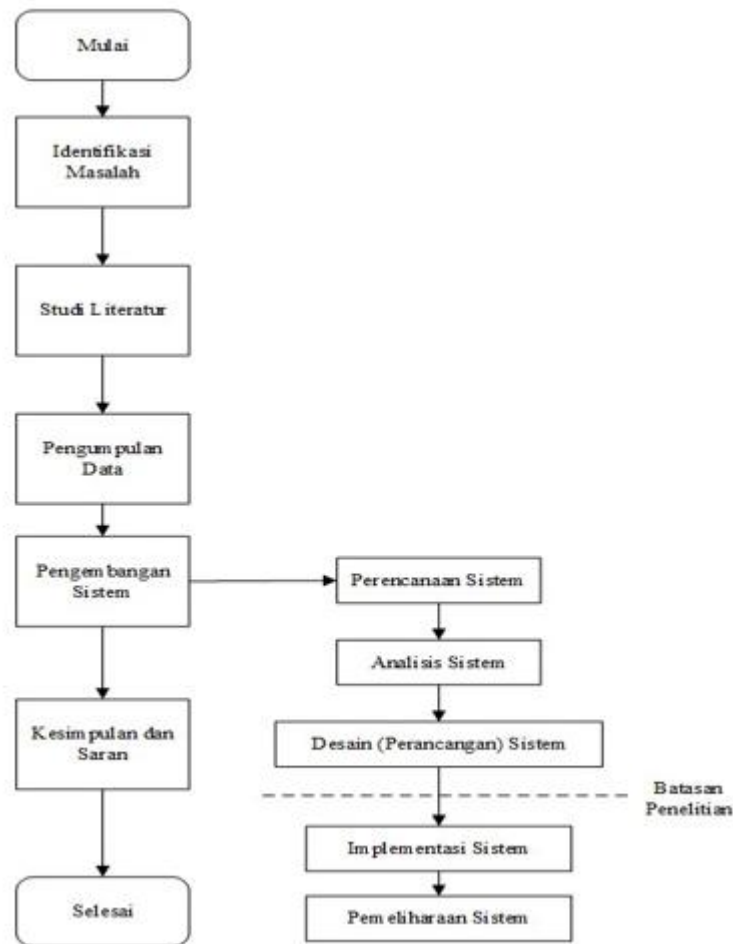 Mulai
Identifikasi
Masalah
Studi Literatur
Pengumpulan
Data
Pengembangan
Sistem
Kesimpulan dan
Saran
Selesai
Perencanaan Sistem
Analisis Sistem
Desain (Perancangan) Sistem
Batasan
Penelitian
Implementasi Sistem
Pemeliharaan Sistem